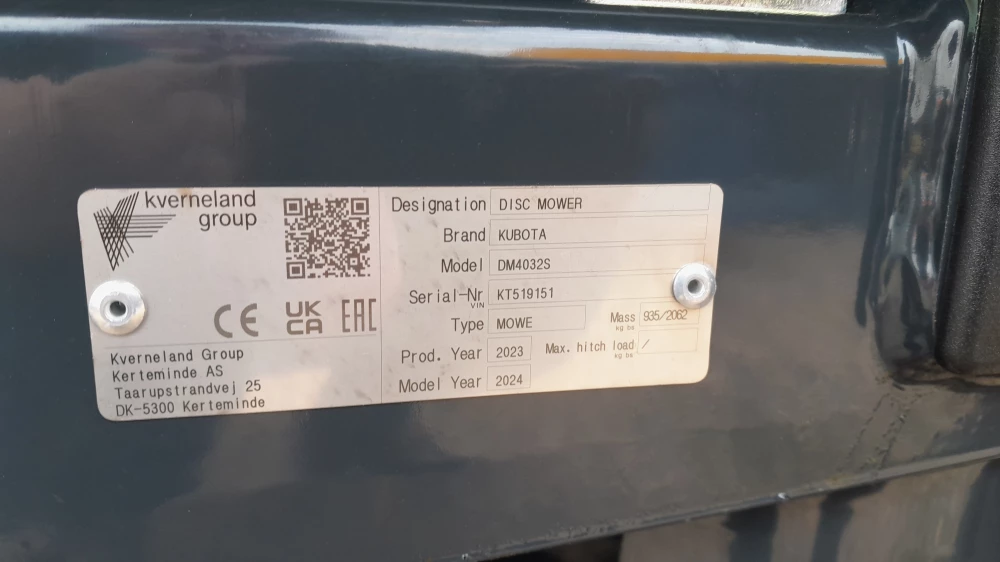 kverneland
group
CE UK CA EAC
Kverneland Group
Kerteminde AS
Taarupstrandvej 25
DK-5300 Kerteminde
Designation DISC MOWER
Brand KUBOTA
Model DM4032S
Serial-Nr KT519151
VIN
Type MOWE Mass 935/2062
kg lbs
Prod. Year 2023 Max. hitch load /
kg lbs
Model Year 2024